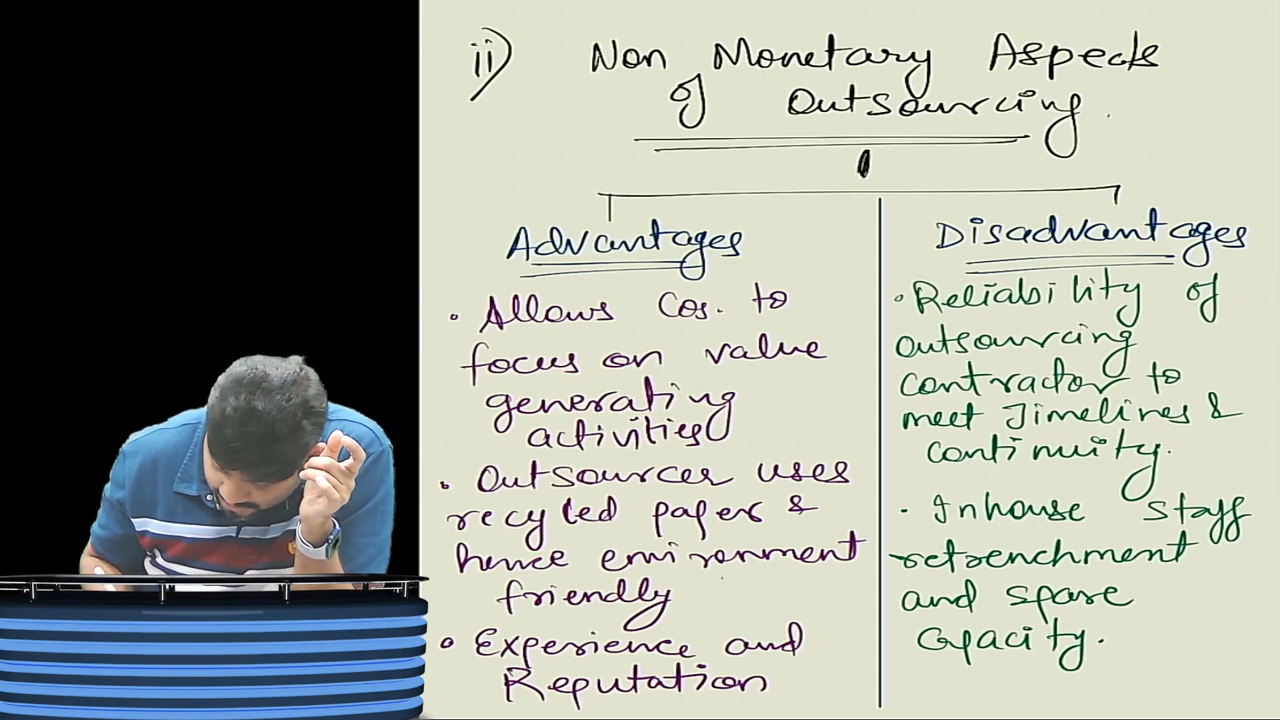 ii) Non Monetary Aspects
of Outsourcing.
Advantages
• Allows Cos. to
focus on value
generating
activities
• Outsourcer uses
recycled paper &
hence environment
friendly
• Experience and
Reputation
Disadvantages
• Reliability of
outsourcing
contractor to
meet Timelines &
continuity.
• Inhouse staff
retrenchment
and spare
capacity.